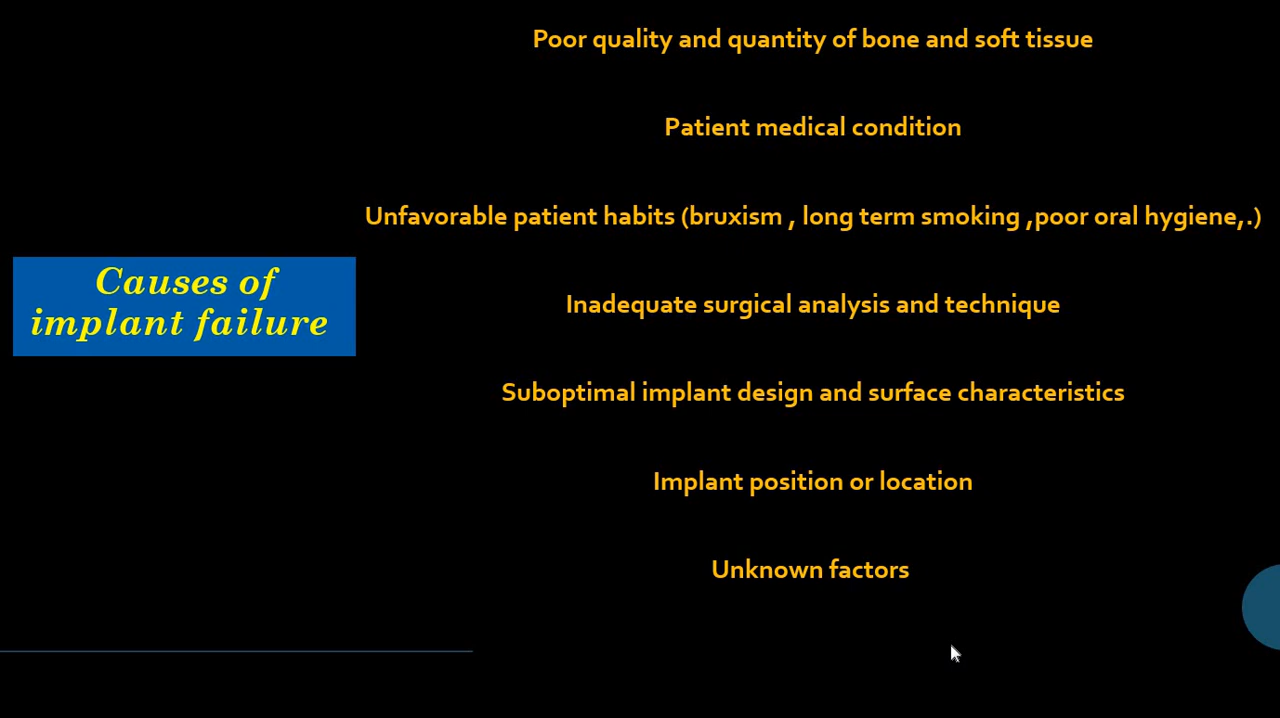 Poor quality and quantity of bone and soft tissue
Patient medical condition
Unfavorable patient habits (bruxism , long term smoking ,poor oral hygiene,.)
Causes of
implant failure
Inadequate surgical analysis and technique
Suboptimal implant design and surface characteristics
Implant position or location
Unknown factors